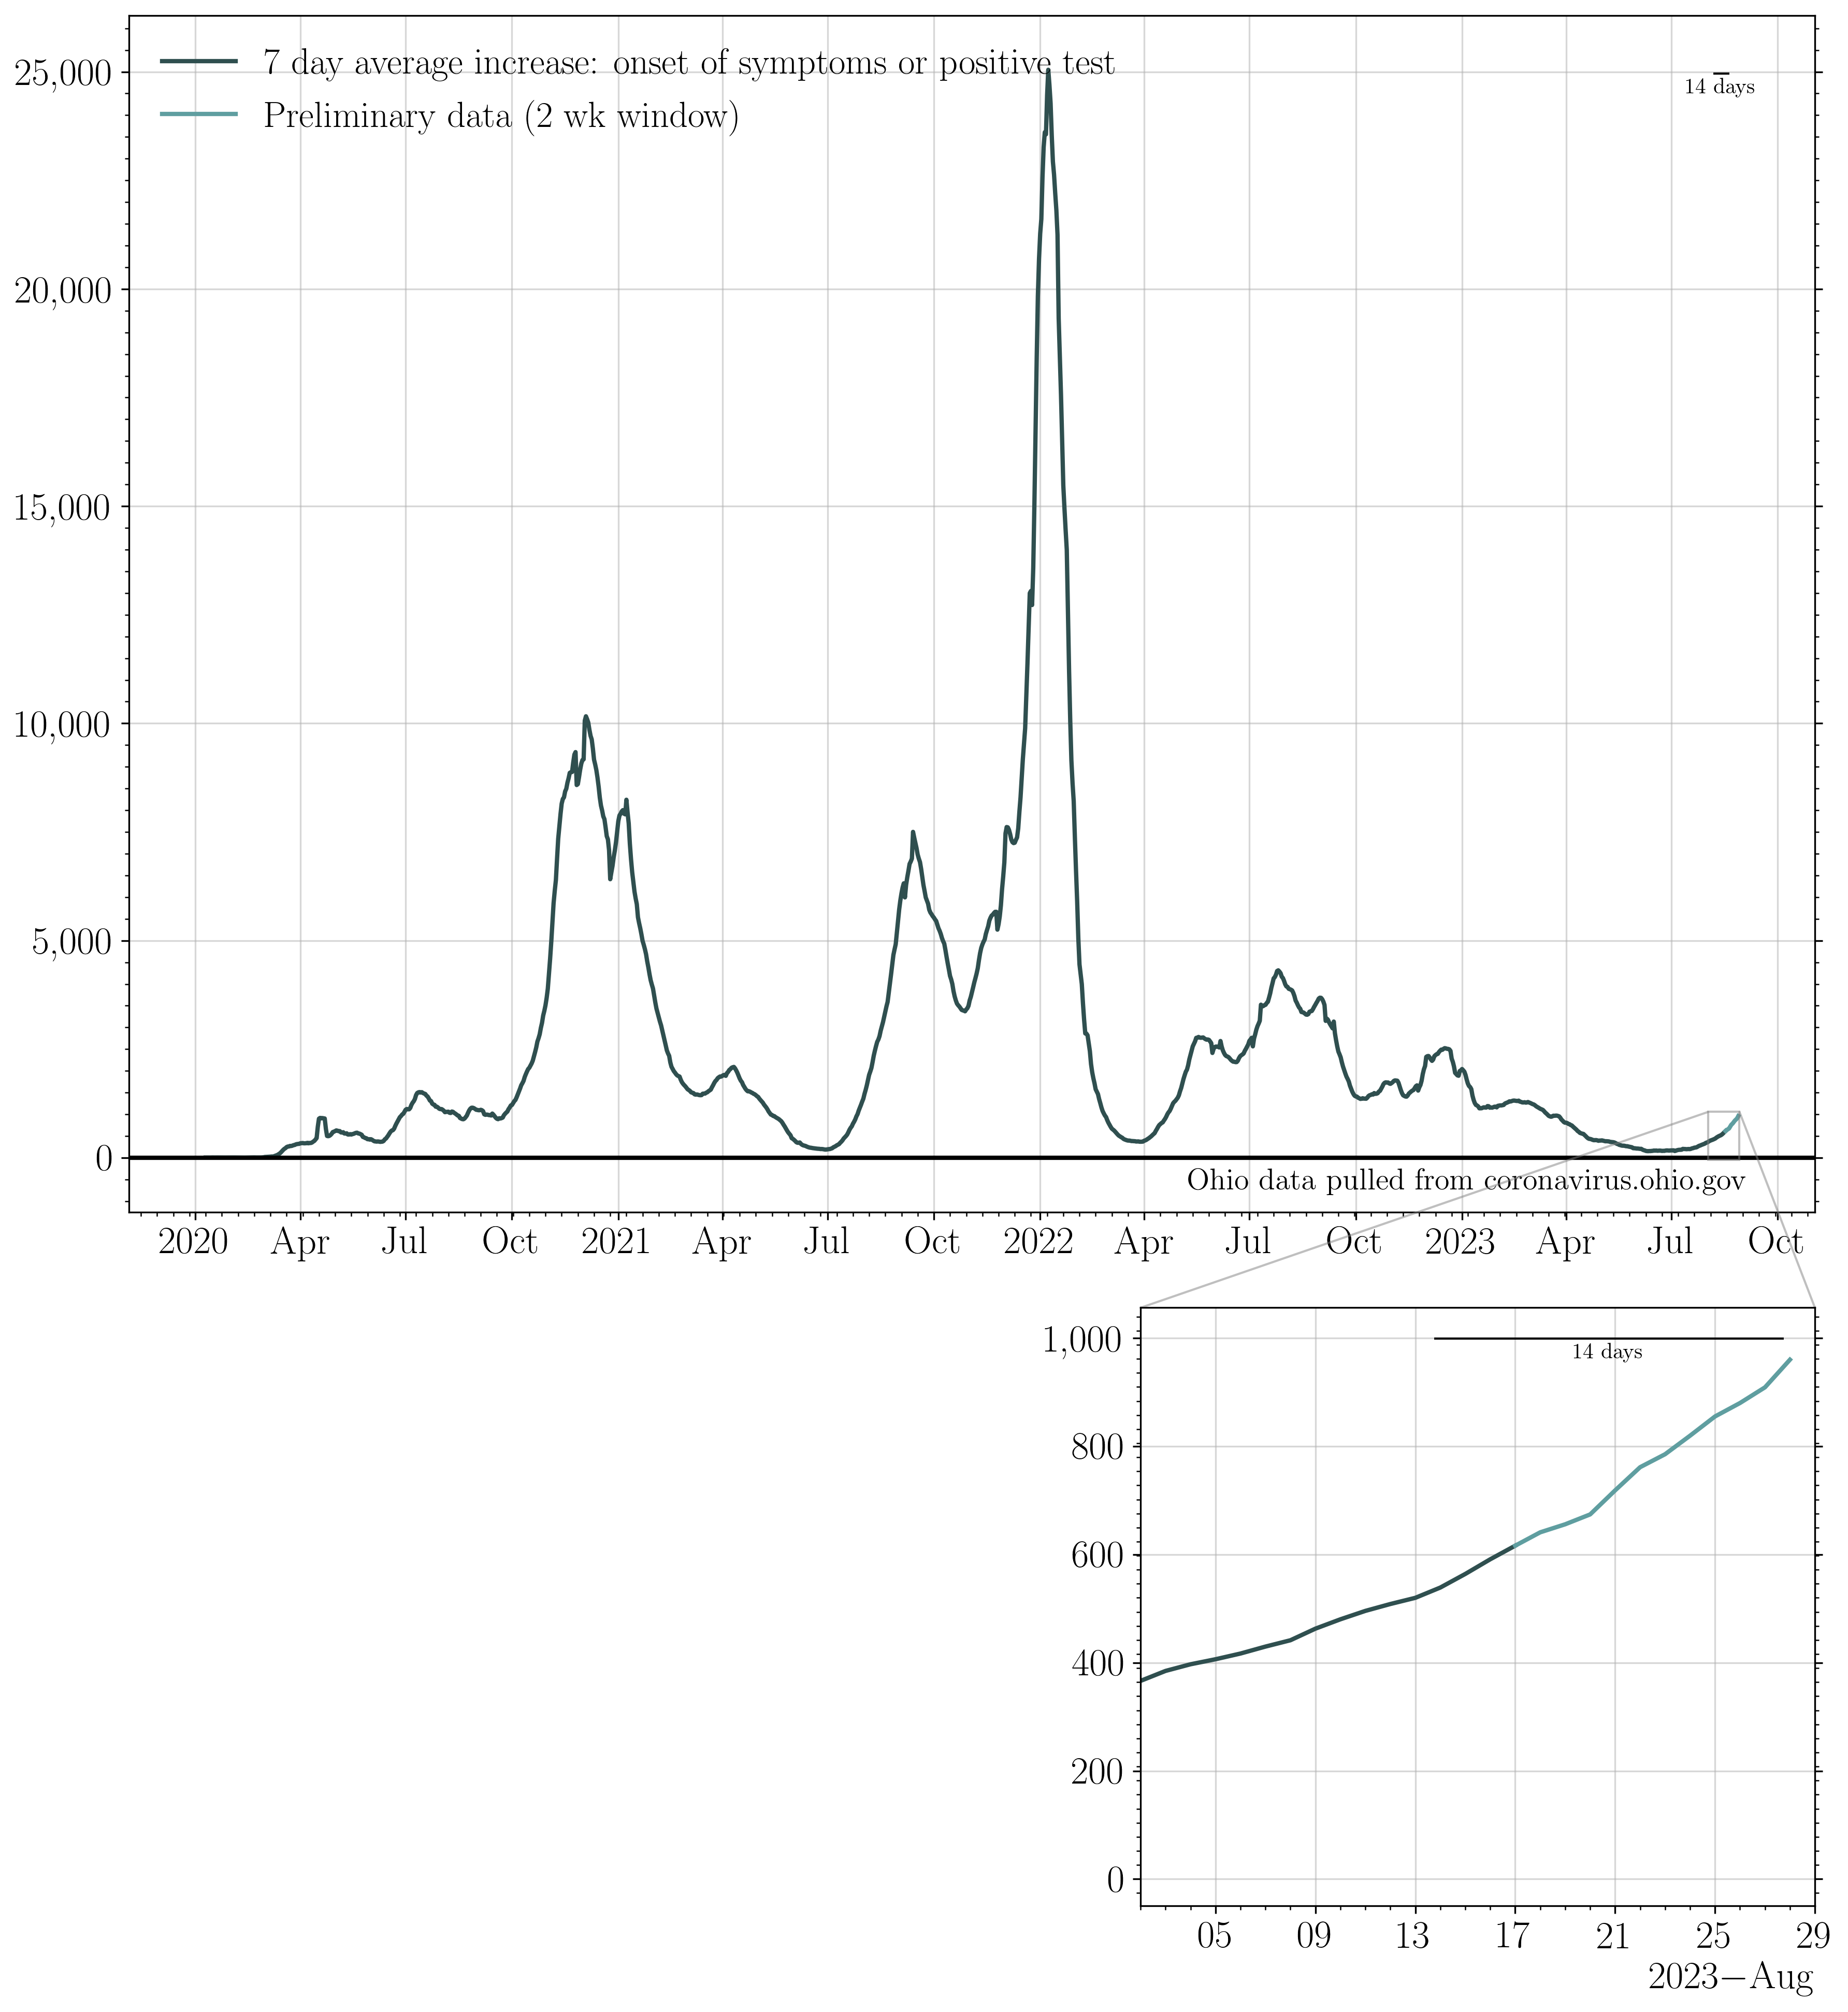 7 day average increase: onset of symptoms or positive test
Preliminary data (2 wk window)
14 days
25,000
20,000
15,000
10,000
5,000
0
Ohio data pulled from coronavirus.ohio.gov
2020 Apr Jul Oct 2021 Apr Jul Oct 2022 Apr Jul Oct 2023 Apr Jul Oct
14 days
1,000
800
600
400
200
0
05 09 13 17 21 25 29
2023−Aug